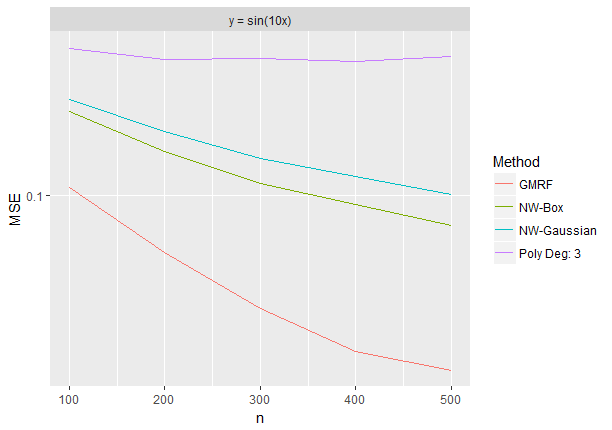 y = sin(10x)
MSE
0.1
100 200 300 400 500
n
Method
GMRF
NW-Box
NW-Gaussian
Poly Deg: 3